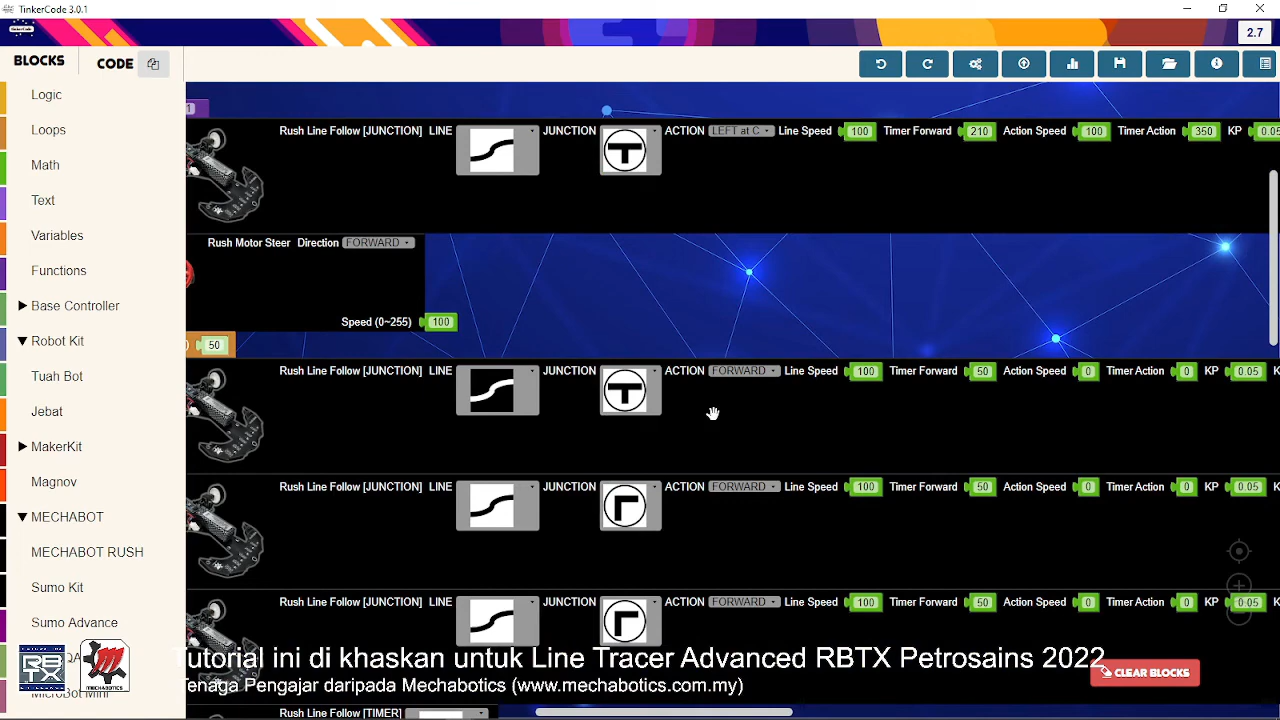 TinkerCode 3.0.1
2.7
BLOCKS CODE
Logic
Loops
Math
Text
Variables
Functions
Base Controller
Robot Kit
Tuah Bot
Jebat
MakerKit
Magnov
MECHABOT
MECHABOT RUSH
Sumo Kit
Sumo Advance
MicroBot Mini
1
Rush Line Follow [JUNCTION] LINE JUNCTION ACTION LEFT at C Line Speed 100 Timer Forward 210 Action Speed 100 Timer Action 350 KP 0.05
Rush Motor Steer Direction FORWARD
Speed (0~255) 100
50
Rush Line Follow [JUNCTION] LINE JUNCTION ACTION FORWARD Line Speed 100 Timer Forward 50 Action Speed 0 Timer Action 0 KP 0.05
Rush Line Follow [JUNCTION] LINE JUNCTION ACTION FORWARD Line Speed 100 Timer Forward 50 Action Speed 0 Timer Action 0 KP 0.05
Rush Line Follow [JUNCTION] LINE JUNCTION ACTION FORWARD Line Speed 100 Timer Forward 50 Action Speed 0 Timer Action 0 KP 0.05
Rush Line Follow [TIMER]
CLEAR BLOCKS
RBTX
MECHABOTICS
Tutorial ini di khaskan untuk Line Tracer Advanced RBTX Petrosains 2022
Tenaga Pengajar daripada Mechabotics (www.mechabotics.com.my)